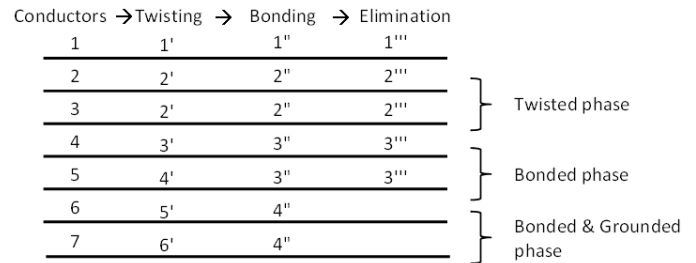 Conductors → Twisting → Bonding → Elimination
1 1' 1" 1'''
2 2' 2" 2'''
3 2' 2" 2'''
Twisted phase
4 3' 3" 3'''
5 4' 3" 3'''
Bonded phase
6 5' 4"
7 6' 4"
Bonded & Grounded
phase